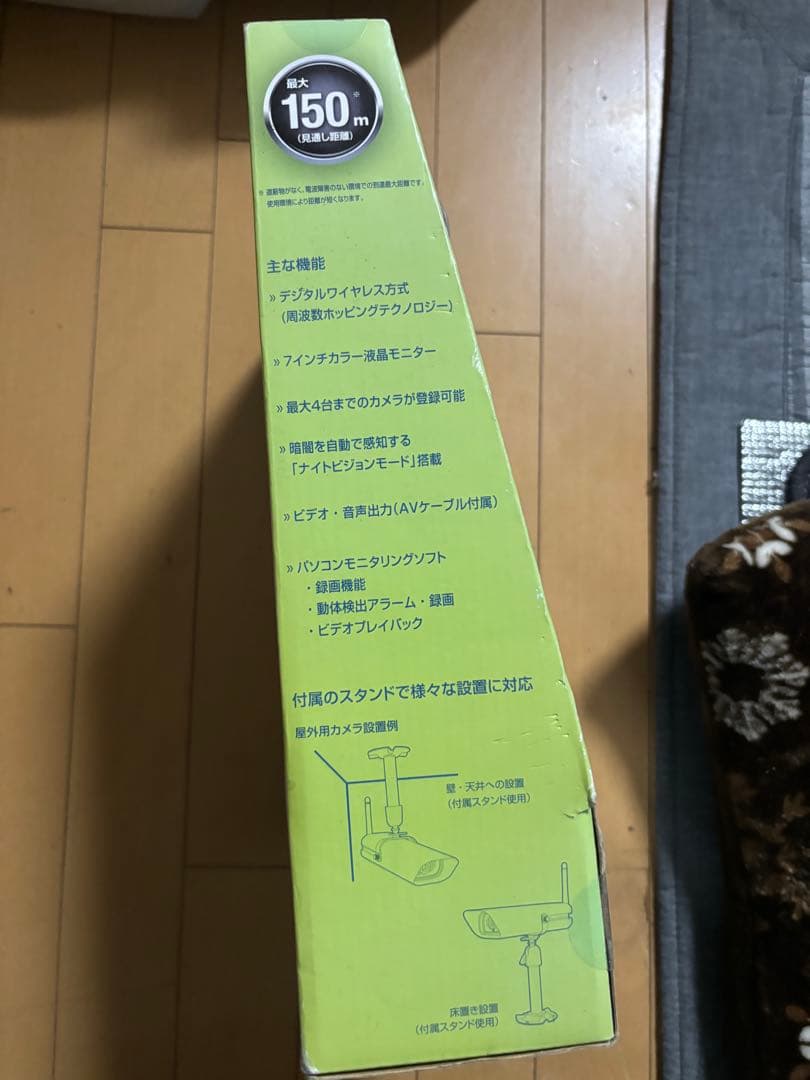 最大
150m※
(見通し距離)
※ 遮断物がなく、電波障害のない環境での到達最大距離です。
使用環境により距離が短くなります。
主な機能
» デジタルワイヤレス方式
(周波数ホッピングテクノロジー)
» 7インチカラー液晶モニター
» 最大4台までのカメラが登録可能
» 暗闇を自動で感知する
「ナイトビジョンモード」搭載
» ビデオ・音声出力(AVケーブル付属)
» パソコンモニタリングソフト
・録画機能
・動体検出アラーム・録画
・ビデオプレイバック
付属のスタンドで様々な設置に対応
屋外用カメラ設置例
壁・天井への設置
(付属スタンド使用)
床置き設置
(付属スタンド使用)